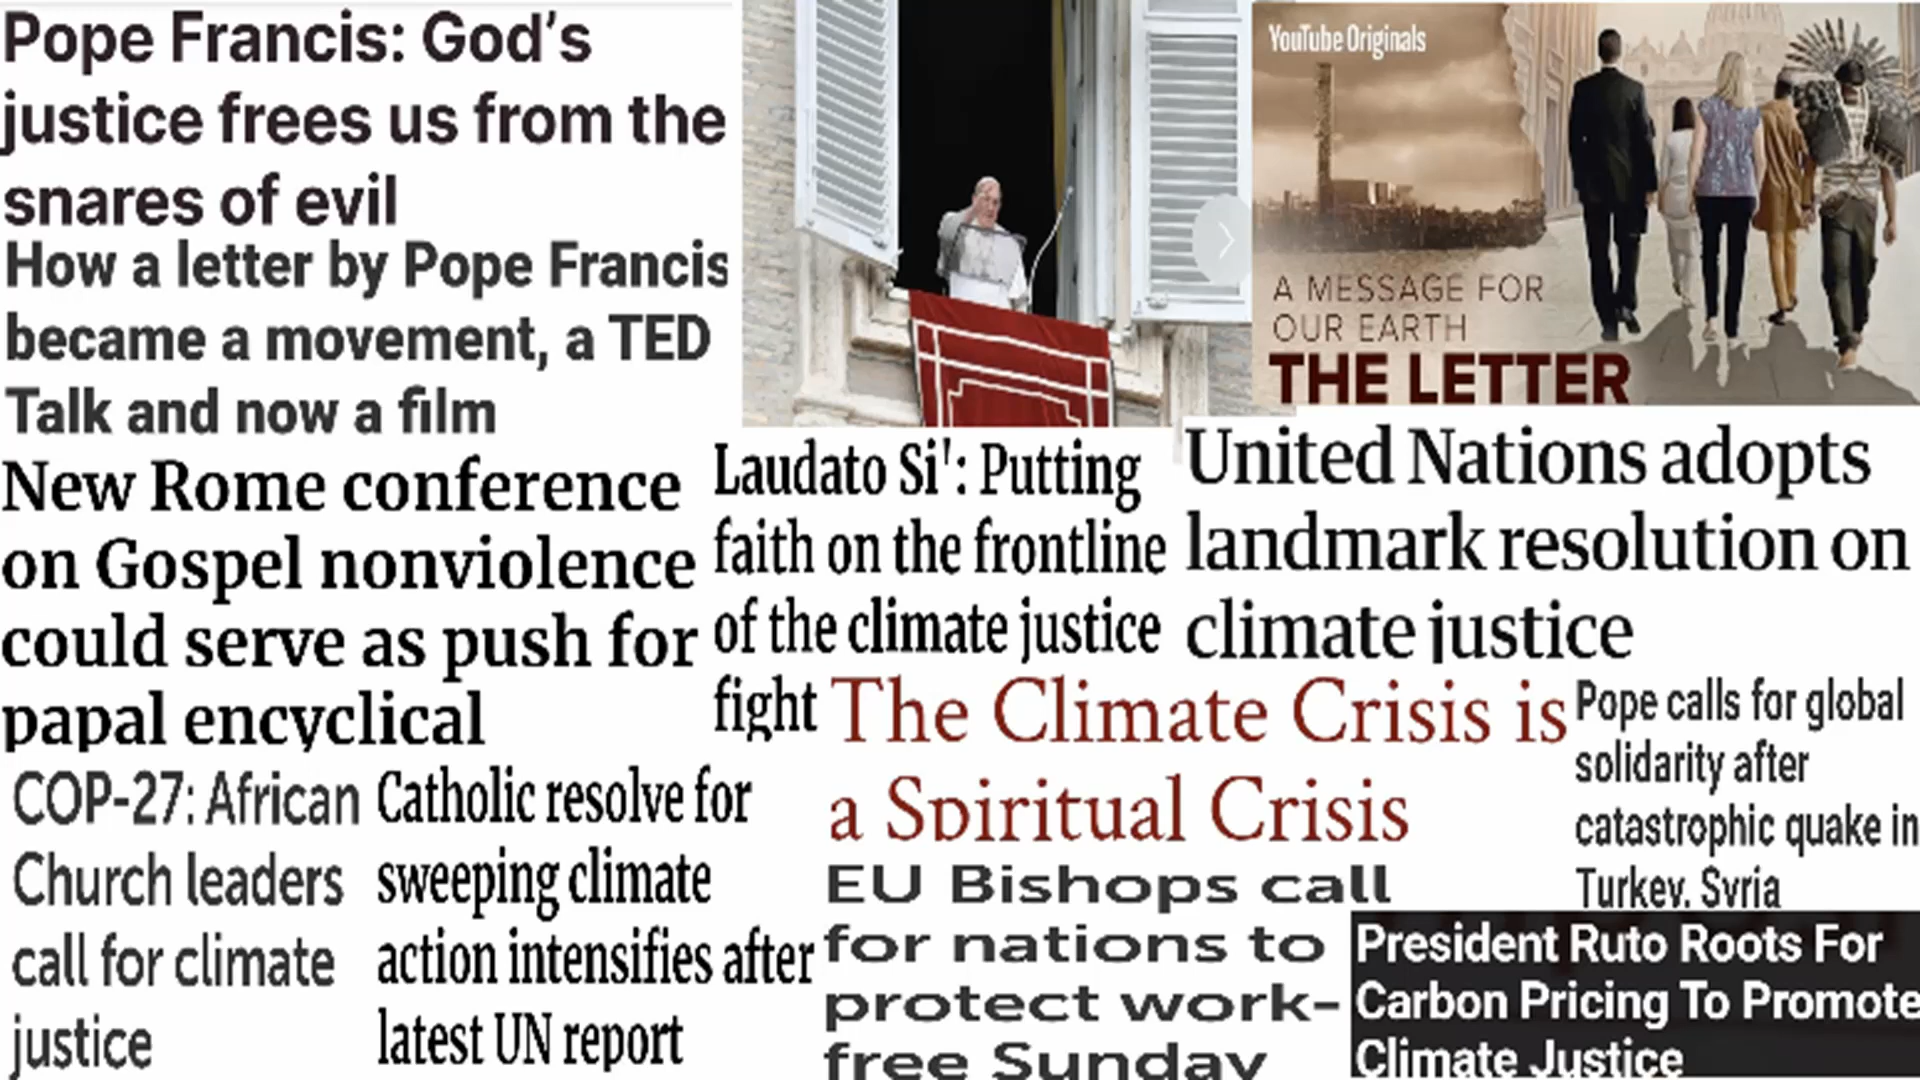 Pope Francis: God's
justice frees us from the
snares of evil
How a letter by Pope Francis
became a movement, a TED
Talk and now a film
New Rome conference
on Gospel nonviolence
could serve as push for
papal encyclical
COP-27: African
Church leaders
call for climate
justice
Catholic resolve for
sweeping climate
action intensifies after
latest UN report
Laudato Si': Putting
faith on the frontline
of the climate justice
fight
YouTube Originals
A MESSAGE FOR
OUR EARTH
THE LETTER
United Nations adopts
landmark resolution on
climate justice
The Climate Crisis is
a Spiritual Crisis
Pope calls for global
solidarity after
catastrophic quake in
Turkey, Syria
EU Bishops call
for nations to
protect work-
free Sunday
President Ruto Roots For
Carbon Pricing To Promote
Climate Justice